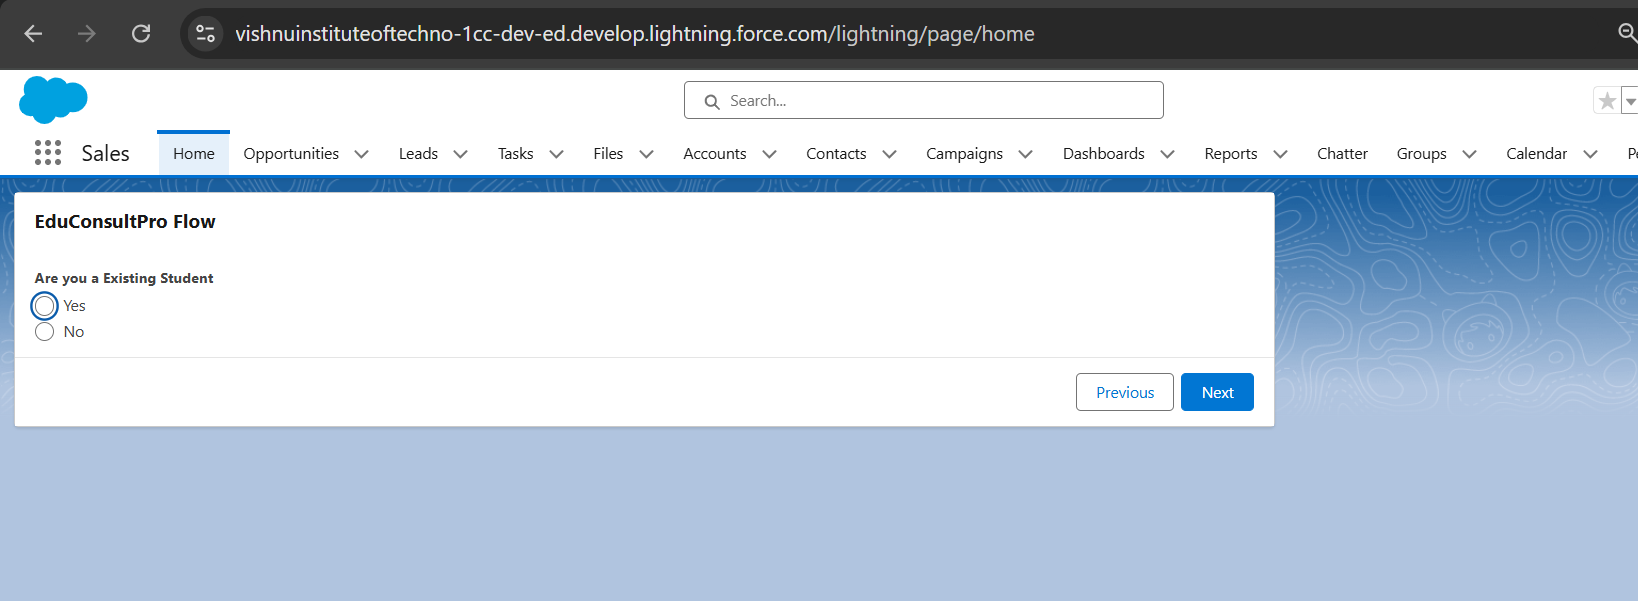 vishnuinstituteoftechno-1cc-dev-ed.develop.lightning.force.com/lightning/page/home
Search...
Sales Home Opportunities Leads Tasks Files Accounts Contacts Campaigns Dashboards Reports Chatter Groups Calendar
EduConsultPro Flow
Are you a Existing Student
Yes
No
Previous Next